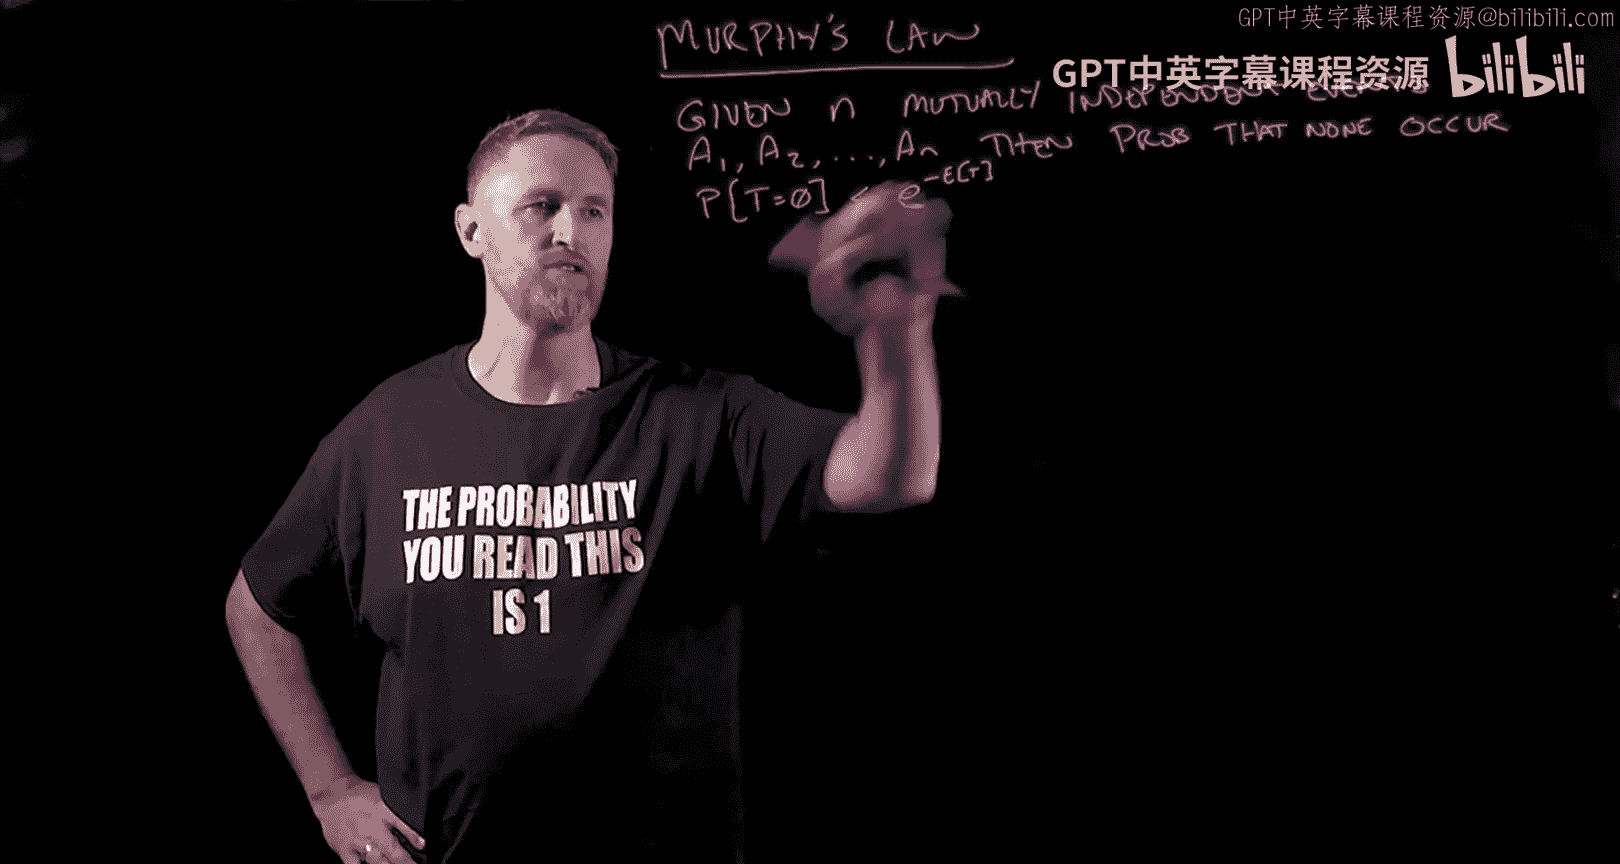 GPT中英字幕课程资源@bilibili.com
MURPHY'S LAW
GPT中英字幕课程资源 bilibili
GIVEN n MUTUALLY INDEPENDENT EVENTS
A₁, A₂, ..., Aₙ THEN PROB THAT NONE OCCUR
P[T=∅] < e^-E[T]
THE PROBABILITY
YOU READ THIS
IS 1